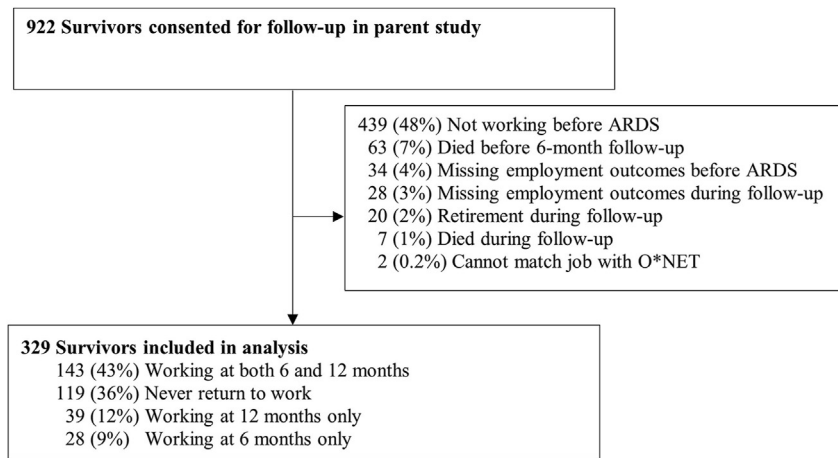 922 Survivors consented for follow-up in parent study
439 (48%) Not working before ARDS
63 (7%) Died before 6-month follow-up
34 (4%) Missing employment outcomes before ARDS
28 (3%) Missing employment outcomes during follow-up
20 (2%) Retirement during follow-up
7 (1%) Died during follow-up
2 (0.2%) Cannot match job with O*NET
329 Survivors included in analysis
143 (43%) Working at both 6 and 12 months
119 (36%) Never return to work
39 (12%) Working at 12 months only
28 (9%) Working at 6 months only